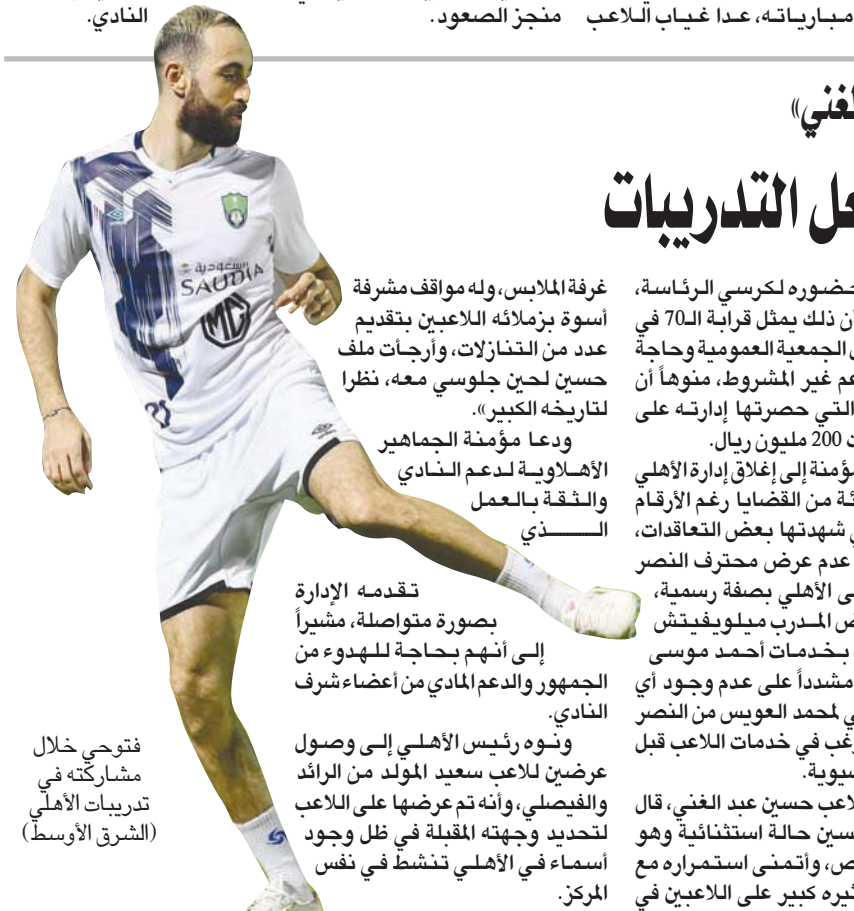 مبارياته، عدا غياب اللاعب
منجز الصعود.
النادي.
التدريبات
حضوره لكرسي الرئاسة،
ذلك يمثل قرابة الـ70 في
الجمعية العمومية وحاجة
غير المشروط، منوهاً أن
التي حصرتها إدارته على
200 مليون ريال.
إلى إغلاق إدارة الأهلي
من القضايا رغم الأرقام
شهدتها بعض التعاقدات،
عدم عرض محترف النصر
الأهلي بصفة رسمية،
المدرب ميلويفيتش
بخدمات أحمد موسى
مشدداً على عدم وجود أي
لمحمد العويس من النصر
في خدمات اللاعب قبل
حسين عبد الغني، قال
حالة استثنائية وهو
وأتمنى استمراره مع
كبير على اللاعبين في
غرفة الملابس، وله مواقف مشرفة
أسوة بزملائه اللاعبين بتقديم
عدد من التنازلات، وأرجأت ملف
حسين لحين جلوسي معه، نظرا
لتاريخه الكبير».
ودعا مؤمنة الجماهير
الأهلاوية لدعم النادي
والثقة بالعمل
الـــــذي
تقدمه الإدارة
بصورة متواصلة، مشيراً
إلى أنهم بحاجة للهدوء من
الجمهور والدعم المادي من أعضاء شرف
النادي.
ونوه رئيس الأهلي إلى وصول
عرضين للاعب سعيد المولد من الرائد
والفيصلي، وأنه تم عرضها على اللاعب
لتحديد وجهته المقبلة في ظل وجود
أسماء في الأهلي تنشط في نفس
المركز.
السعودية
SAUDIA
MG
فتوحي خلال
مشاركته في
تدريبات الأهلي
(الشرق الأوسط)